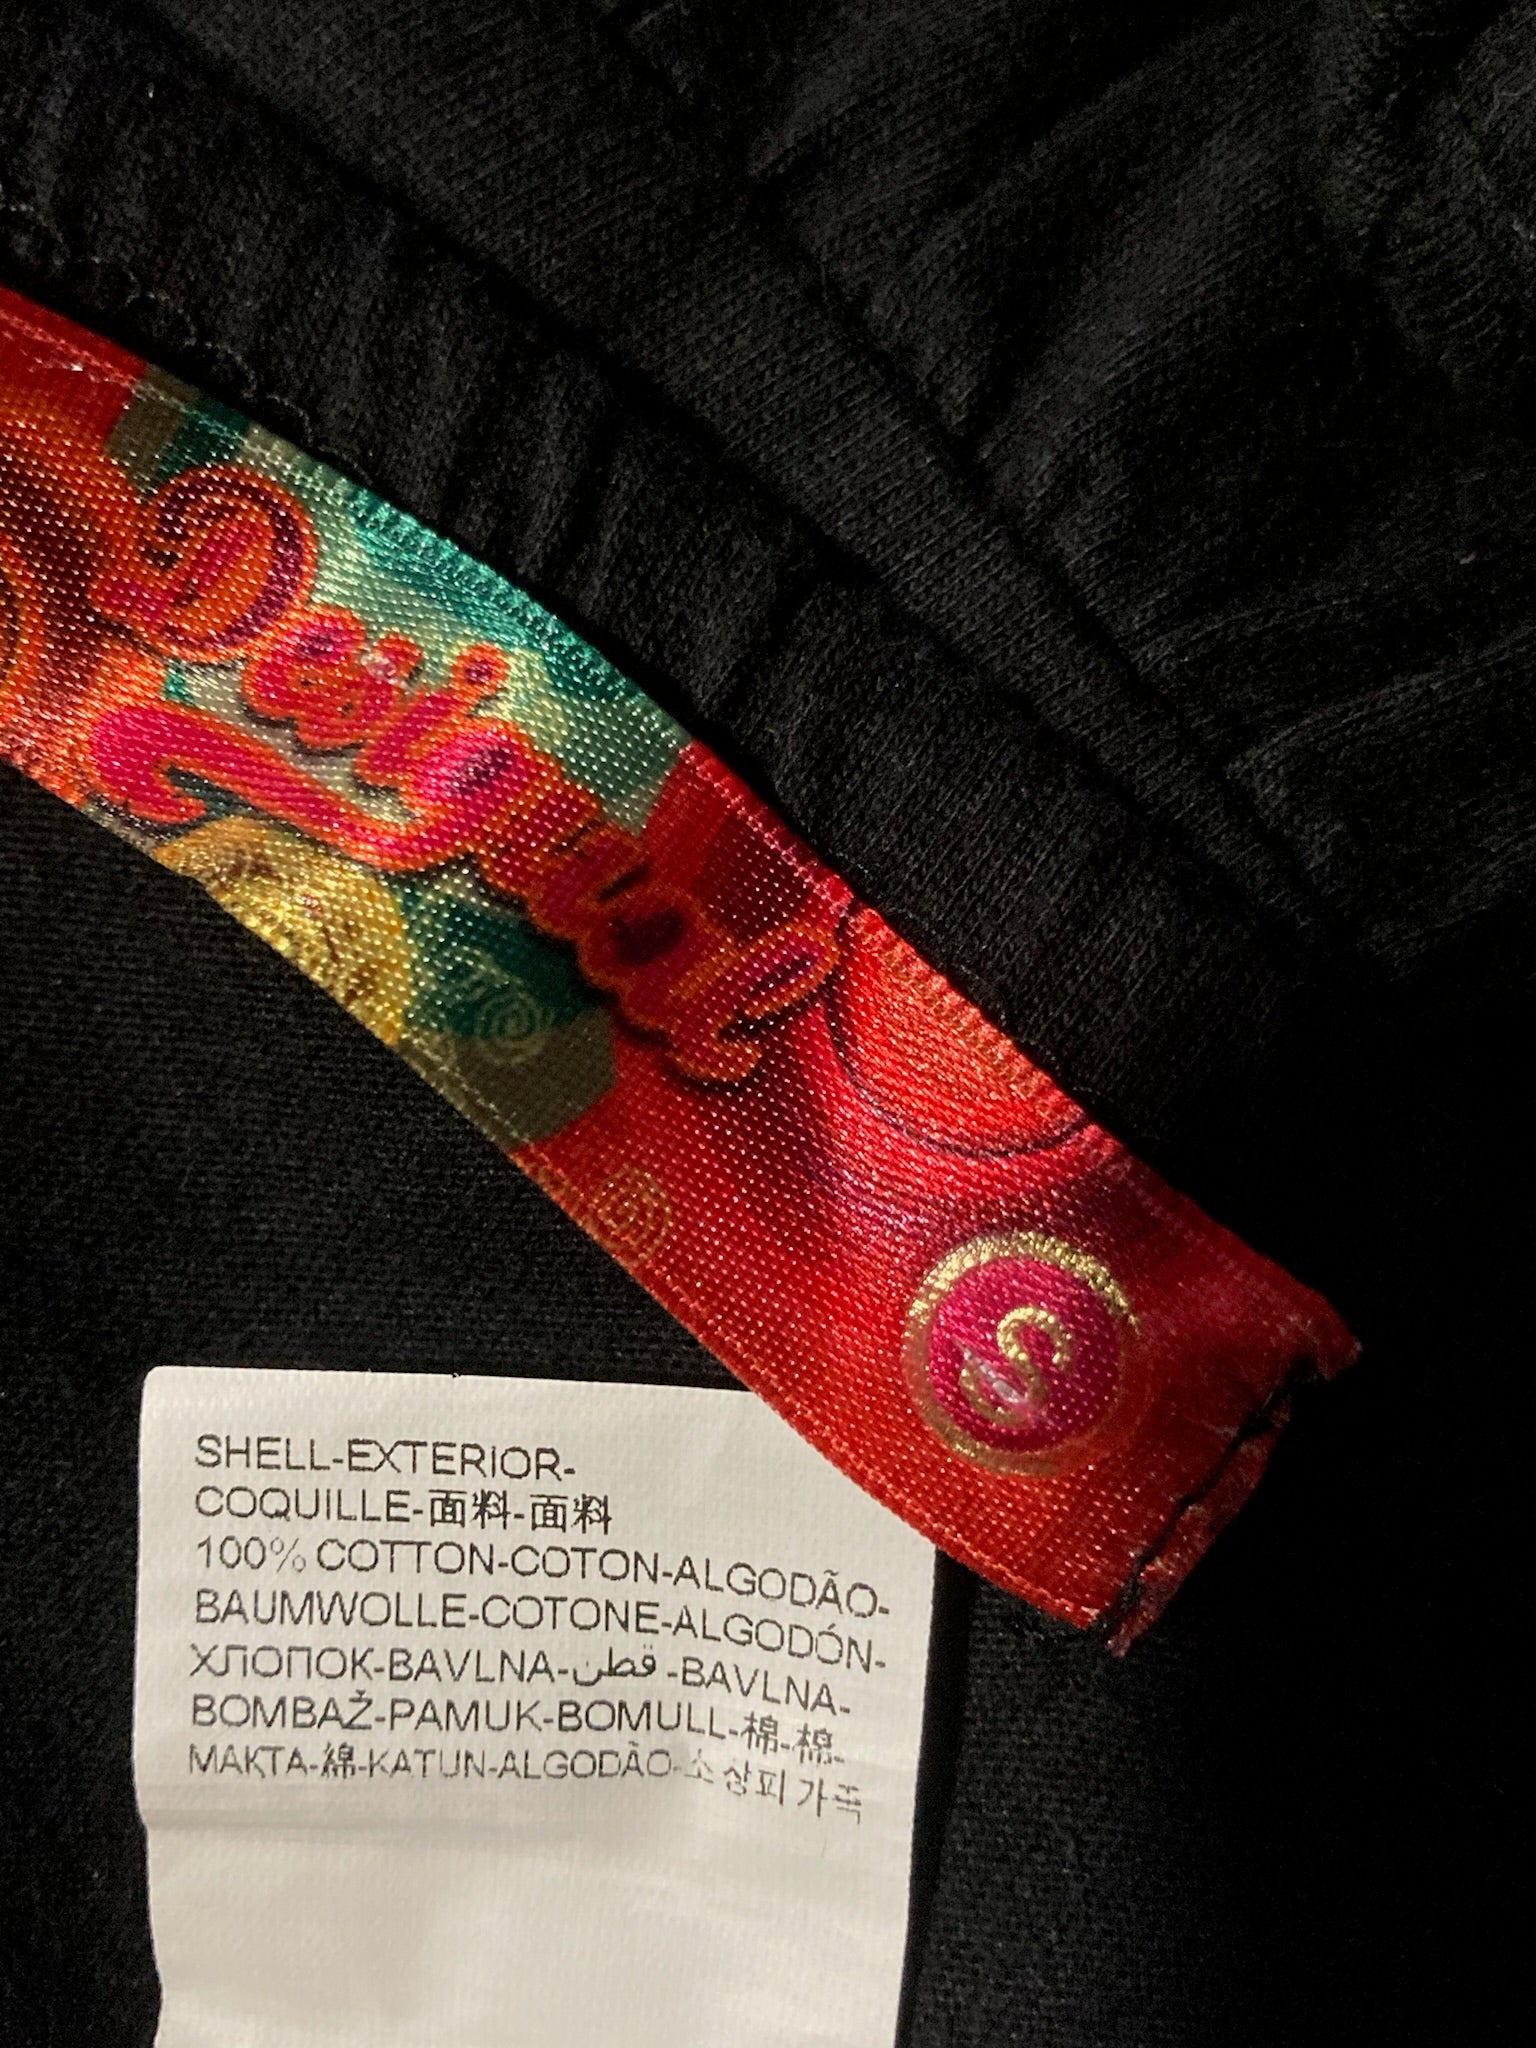 Desigual
S
SHELL-EXTERIOR-
COQUILLE-面料-面料
100% COTTON-COTON-ALGODÃO-
BAUMWOLLE-COTONE-ALGODÓN-
ХЛОПОК-BAVLNA-قطن-BAVLNA-
BOMBAŽ-PAMUK-BOMULL-棉-棉-
MAKTA-綿-KATUN-ALGODÃO-소 상피 가죽